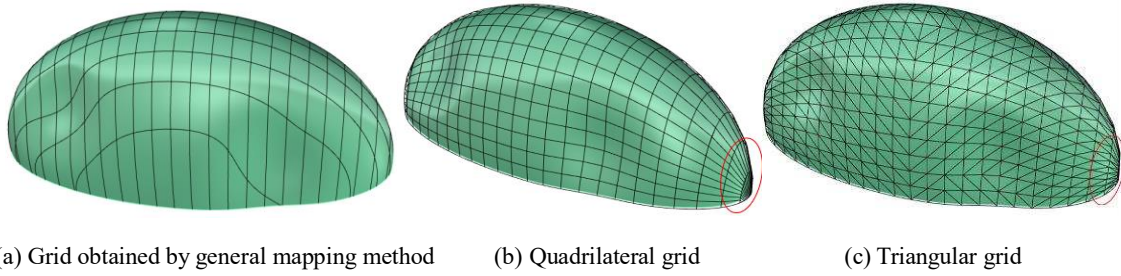 (a) Grid obtained by general mapping method (b) Quadrilateral grid (c) Triangular grid